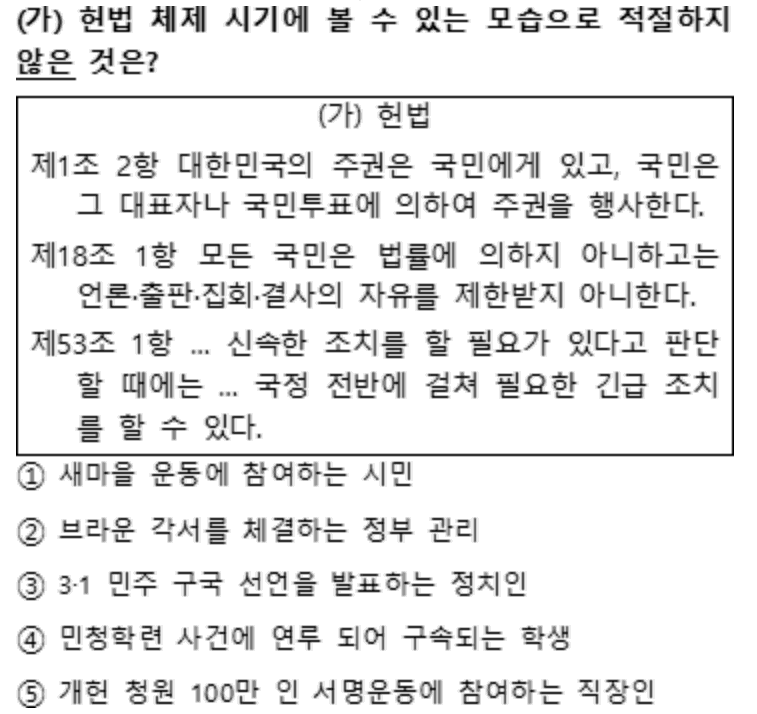 (가) 헌법 체제 시기에 볼 수 있는 모습으로 적절하지
않은 것은?
(가) 헌법
제1조 2항 대한민국의 주권은 국민에게 있고, 국민은
그 대표자나 국민투표에 의하여 주권을 행사한다.
제18조 1항 모든 국민은 법률에 의하지 아니하고는
언론·출판·집회·결사의 자유를 제한받지 아니한다.
제53조 1항 ... 신속한 조치를 할 필요가 있다고 판단
할 때에는 ... 국정 전반에 걸쳐 필요한 긴급 조치
를 할 수 있다.
① 새마을 운동에 참여하는 시민
② 브라운 각서를 체결하는 정부 관리
③ 3·1 민주 구국 선언을 발표하는 정치인
④ 민청학련 사건에 연루 되어 구속되는 학생
⑤ 개헌 청원 100만 인 서명운동에 참여하는 직장인